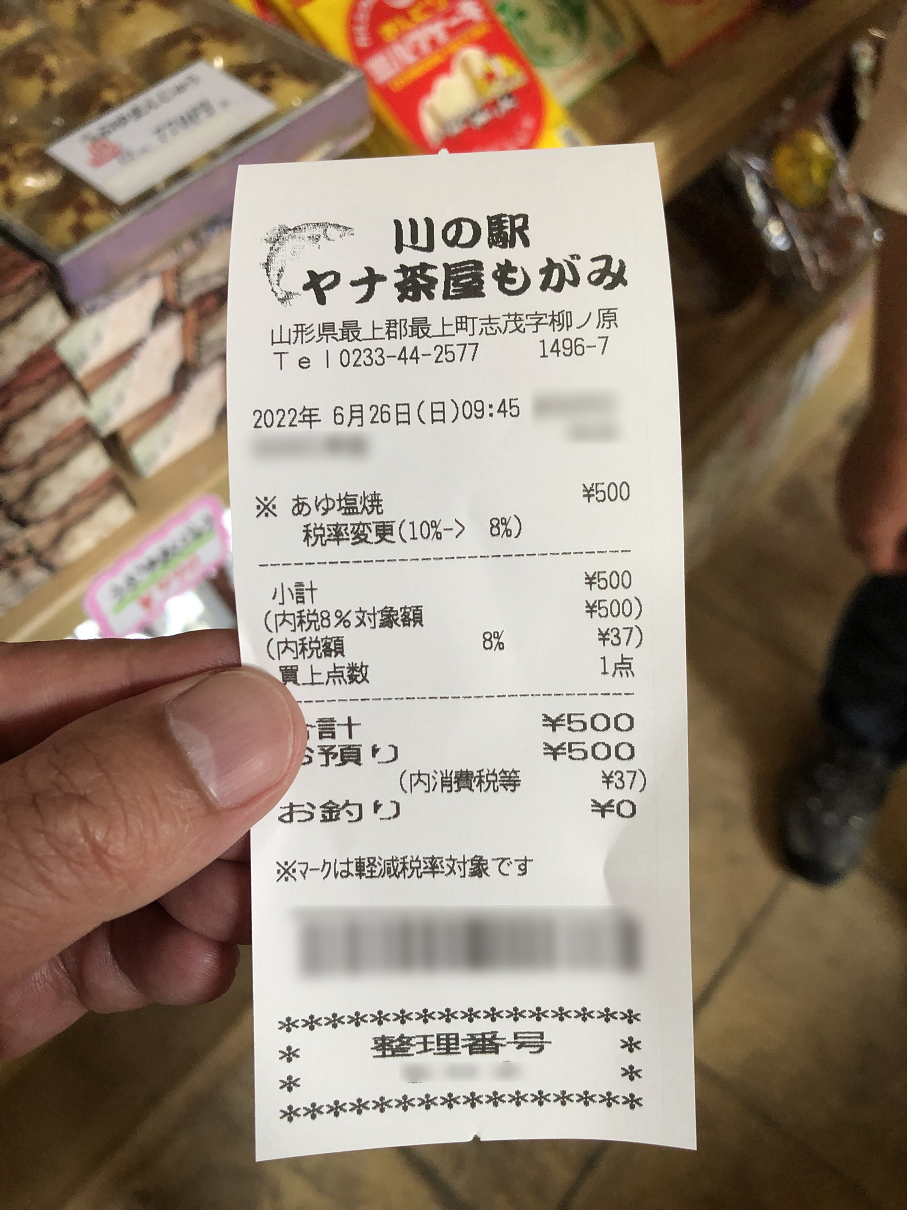 川の駅
ヤナ茶屋もがみ
山形県最上郡最上町志茂字柳ノ原
Tel0233-44-2577 1496-7
2022年 6月26日(日)09:45
※ あゆ塩焼 ¥500
税率変更(10%-> 8%)
小計 ¥500
(内税8%対象額 ¥500)
(内税額 8% ¥37)
買上点数 1点
合計 ¥500
お預り ¥500
(内消費税等 ¥37)
お釣り ¥0
※マークは軽減税率対象です
****************
* 整理番号 *
* *
****************